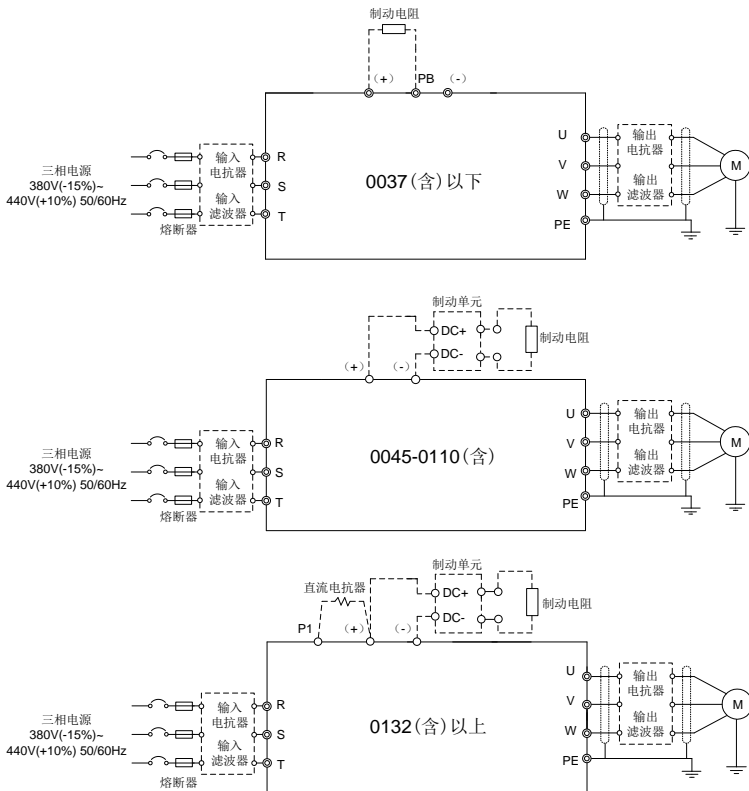 制动电阻
(+)
PB
(-)
三相电源
380V(-15%)~
440V(+10%) 50/60Hz
熔断器
输入
电抗器
输入
滤波器
R
S
T
0037(含)以下
U
V
W
PE
输出
电抗器
输出
滤波器
M
制动单元
DC+
DC-
制动电阻
(+)
(-)
三相电源
380V(-15%)~
440V(+10%) 50/60Hz
熔断器
输入
电抗器
输入
滤波器
R
S
T
0045-0110(含)
U
V
W
PE
输出
电抗器
输出
滤波器
M
制动单元
直流电抗器
DC+
DC-
制动电阻
P1
(+)
(-)
三相电源
380V(-15%)~
440V(+10%) 50/60Hz
熔断器
输入
电抗器
输入
滤波器
R
S
T
0132(含)以上
U
V
W
PE
输出
电抗器
输出
滤波器
M